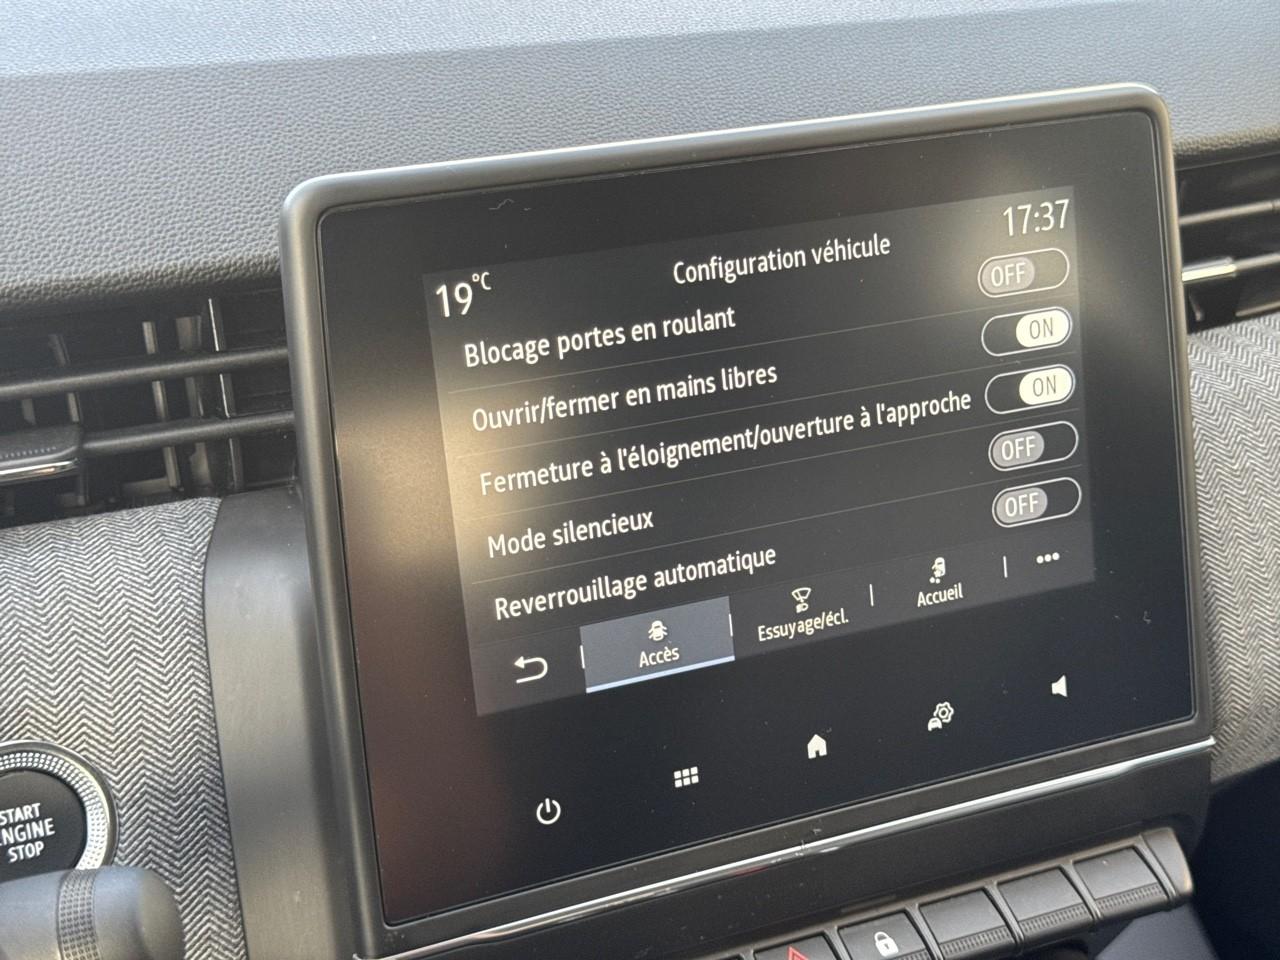 17:37
19°C
Configuration véhicule
Blocage portes en roulant OFF
Ouvrir/fermer en mains libres ON
Fermeture à l'éloignement/ouverture à l'approche ON
Mode silencieux OFF
Reverrouillage automatique OFF
Accès
Essuyage/écl.
Accueil
START
ENGINE
STOP